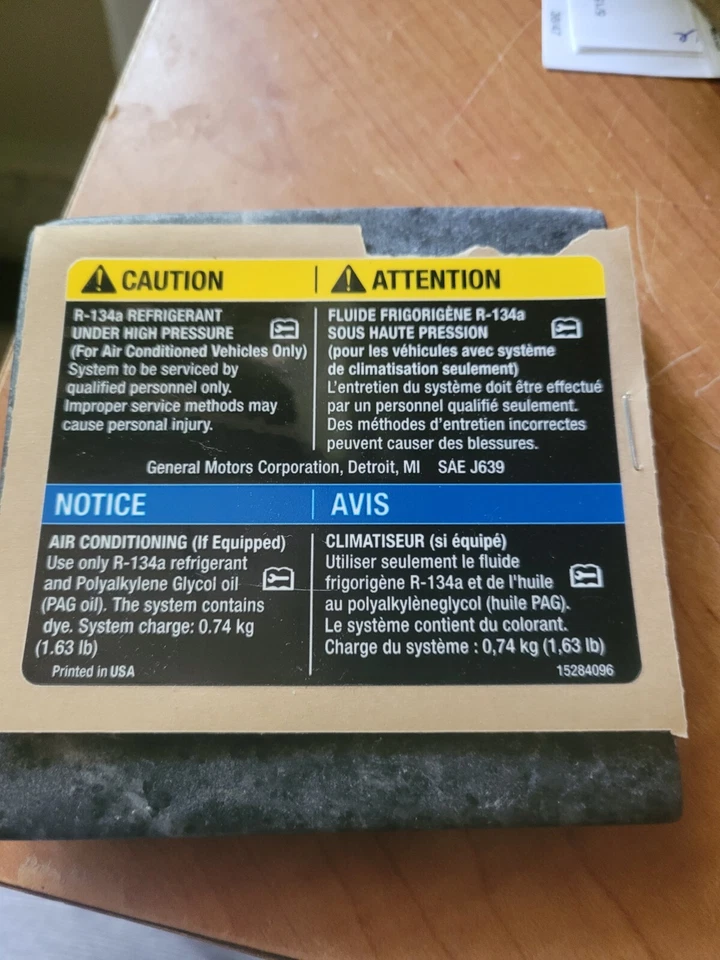 CAUTION
R-134a REFRIGERANT
UNDER HIGH PRESSURE
(For Air Conditioned Vehicles Only)
System to be serviced by
qualified personnel only.
Improper service methods may
cause personal injury.
ATTENTION
FLUIDE FRIGORIGÈNE R-134a
SOUS HAUTE PRESSION
(pour les véhicules avec système
de climatisation seulement)
L'entretien du système doit être effectué
par un personnel qualifié seulement.
Des méthodes d'entretien incorrectes
peuvent causer des blessures.
General Motors Corporation, Detroit, MI SAE J639
NOTICE
AIR CONDITIONING (If Equipped)
Use only R-134a refrigerant
and Polyalkylene Glycol oil
(PAG oil). The system contains
dye. System charge: 0.74 kg
(1.63 lb)
Printed in USA
AVIS
CLIMATISEUR (si équipé)
Utiliser seulement le fluide
frigorigène R-134a et de l'huile
au polyalkylèneglycol (huile PAG).
Le système contient du colorant.
Charge du système : 0,74 kg (1,63 lb)
15284096